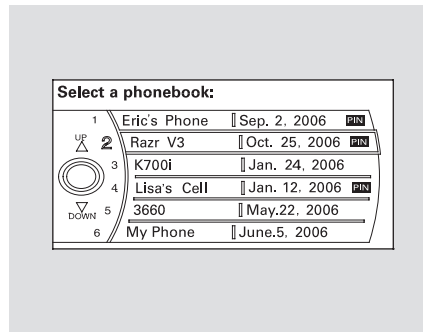 Select a phonebook:
1 Eric's Phone Sep. 2, 2006 PIN
UP 2 Razr V3 Oct. 25, 2006 PIN
3 K700i Jan. 24, 2006
4 Lisa's Cell Jan. 12, 2006 PIN
DOWN 5 3660 May.22, 2006
6 My Phone June.5, 2006